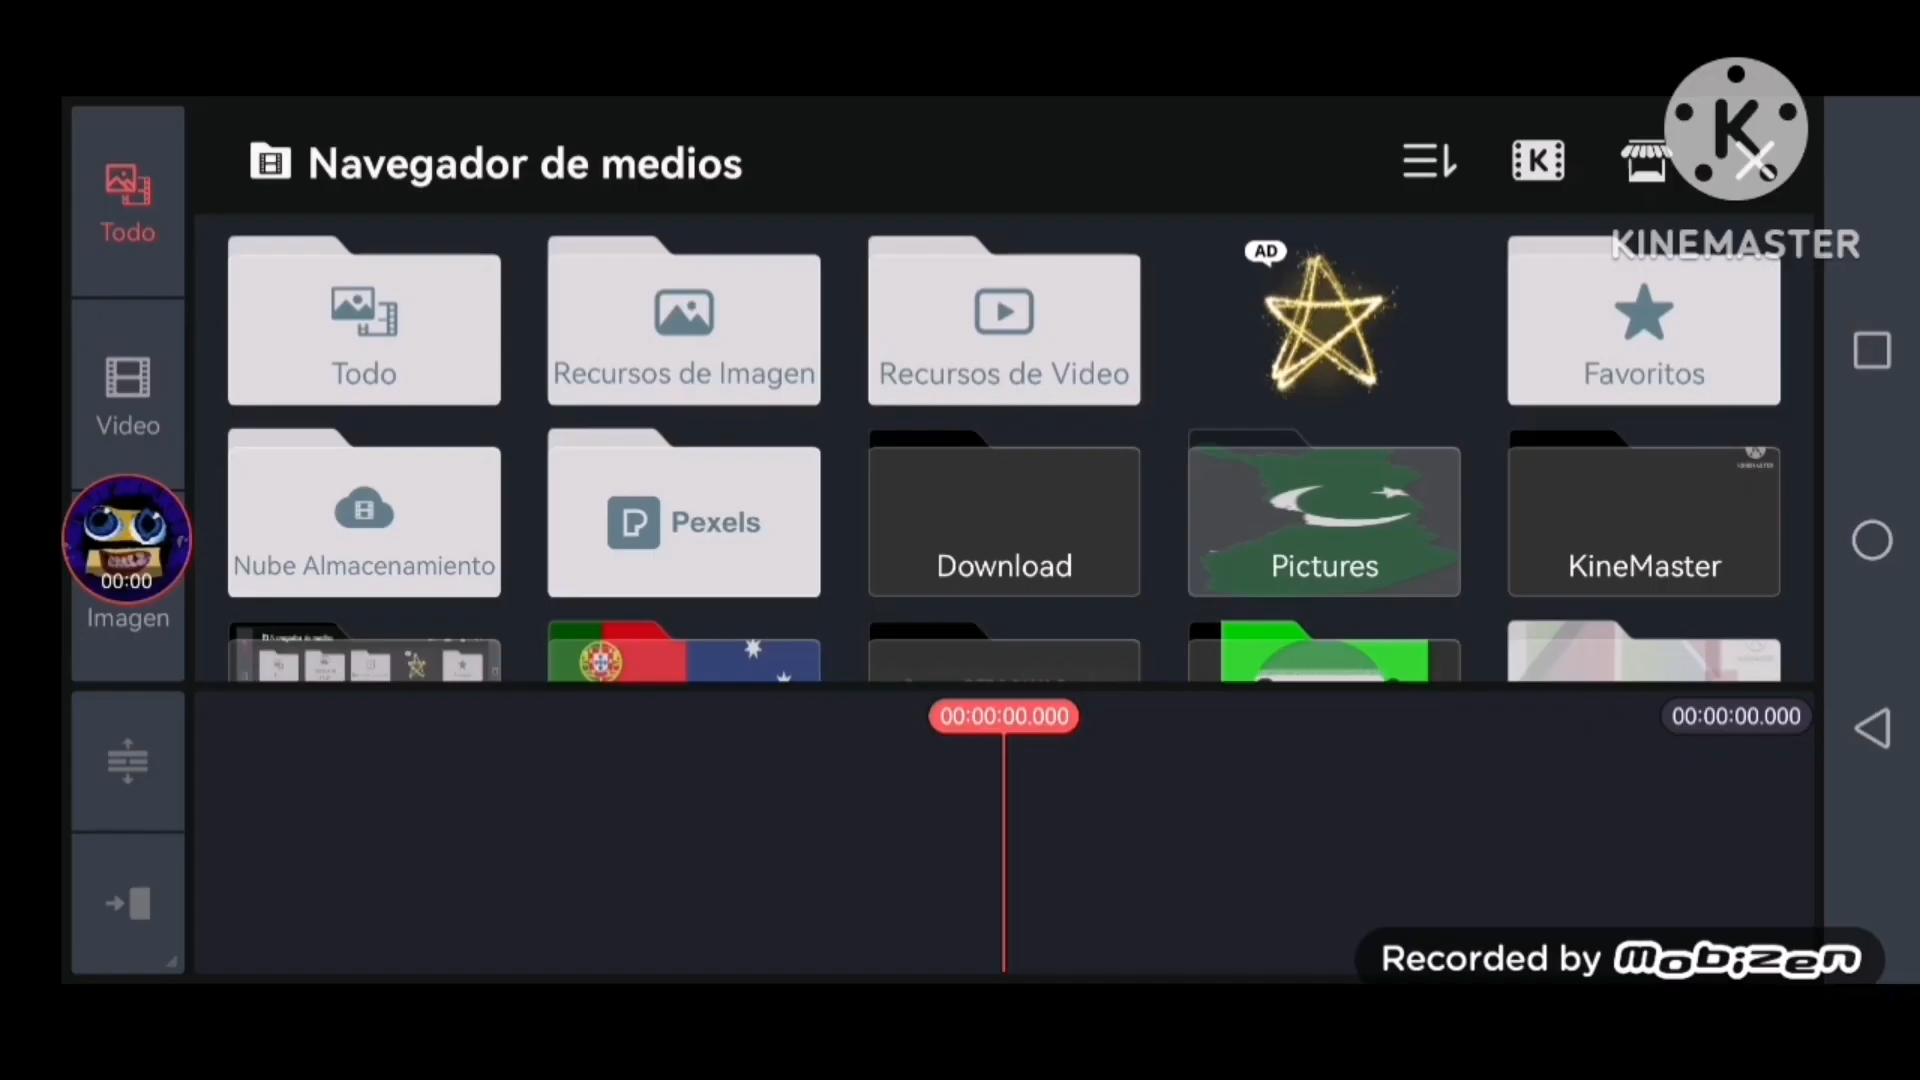 Navegador de medios
K
K
KINEMASTER
Todo
Video
00:00
Imagen
Todo
Recursos de Imagen
Recursos de Video
AD
Favoritos
Nube Almacenamiento
Pexels
Download
Pictures
KineMaster
00:00:00.000
00:00:00.000
Recorded by mobizen